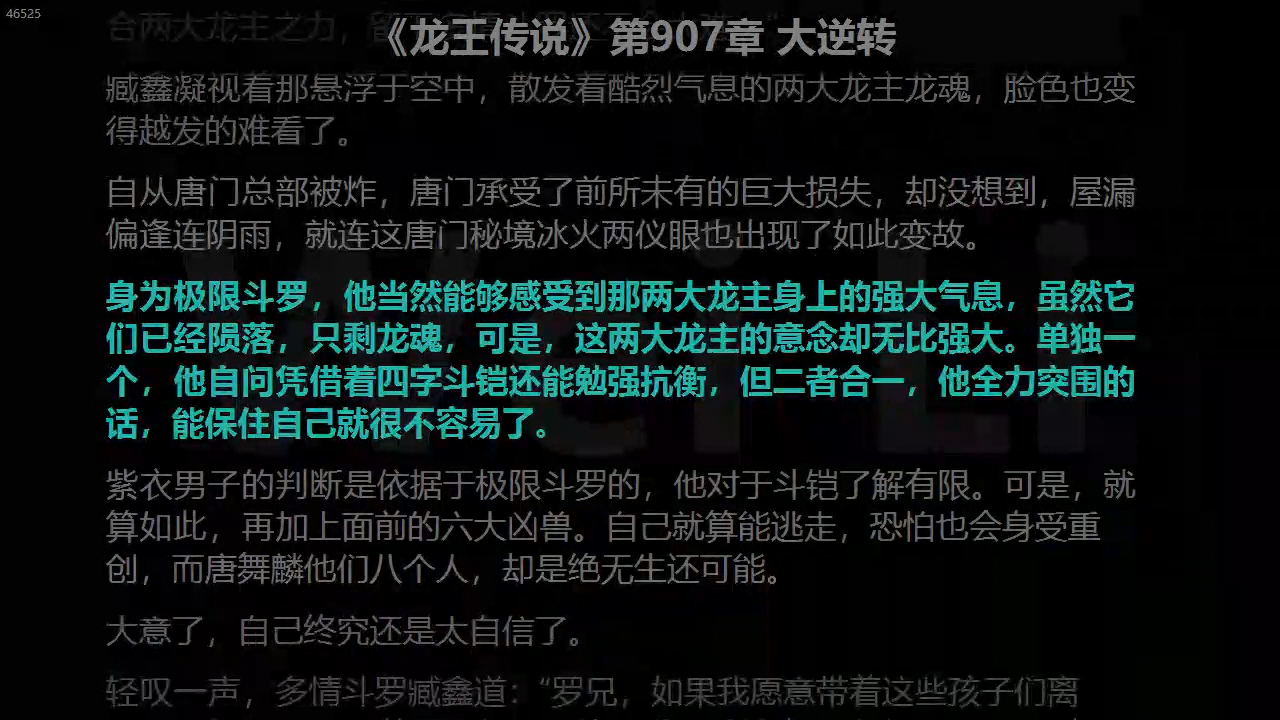 46525
合两大龙主之力，
《龙王传说》第907章 大逆转
臧鑫凝视着那悬浮于空中，散发着酷烈气息的两大龙主龙魂，脸色也变
得越发的难看了。
自从唐门总部被炸，唐门承受了前所未有的巨大损失，却没想到，屋漏
偏逢连阴雨，就连这唐门秘境冰火两仪眼也出现了如此变故。
身为极限斗罗，他当然能够感受到那两大龙主身上的强大气息，虽然它
们已经陨落，只剩龙魂，可是，这两大龙主的意念却无比强大。单独一
个，他自问凭借着四字斗铠还能勉强抗衡，但二者合一，他全力突围的
话，能保住自己就很不容易了。
紫衣男子的判断是依据于极限斗罗的，他对于斗铠了解有限。可是，就
算如此，再加上面前的六大凶兽。自己就算能逃走，恐怕也会身受重
创，而唐舞麟他们八个人，却是绝无生还可能。
大意了，自己终究还是太自信了。
轻叹一声，多情斗罗臧鑫道：“罗兄，如果我愿意带着这些孩子们离
Wei Li